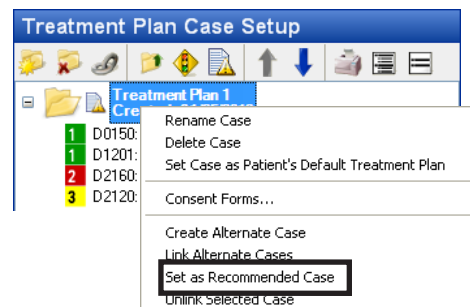 Treatment Plan Case Setup
Treatment Plan 1
Rename Case
1 D0150:
Delete Case
1 D1201:
Set Case as Patient's Default Treatment Plan
2 D2160:
3 D2120:
Consent Forms...
Create Alternate Case
Link Alternate Cases
Set as Recommended Case
Unlink Selected Case